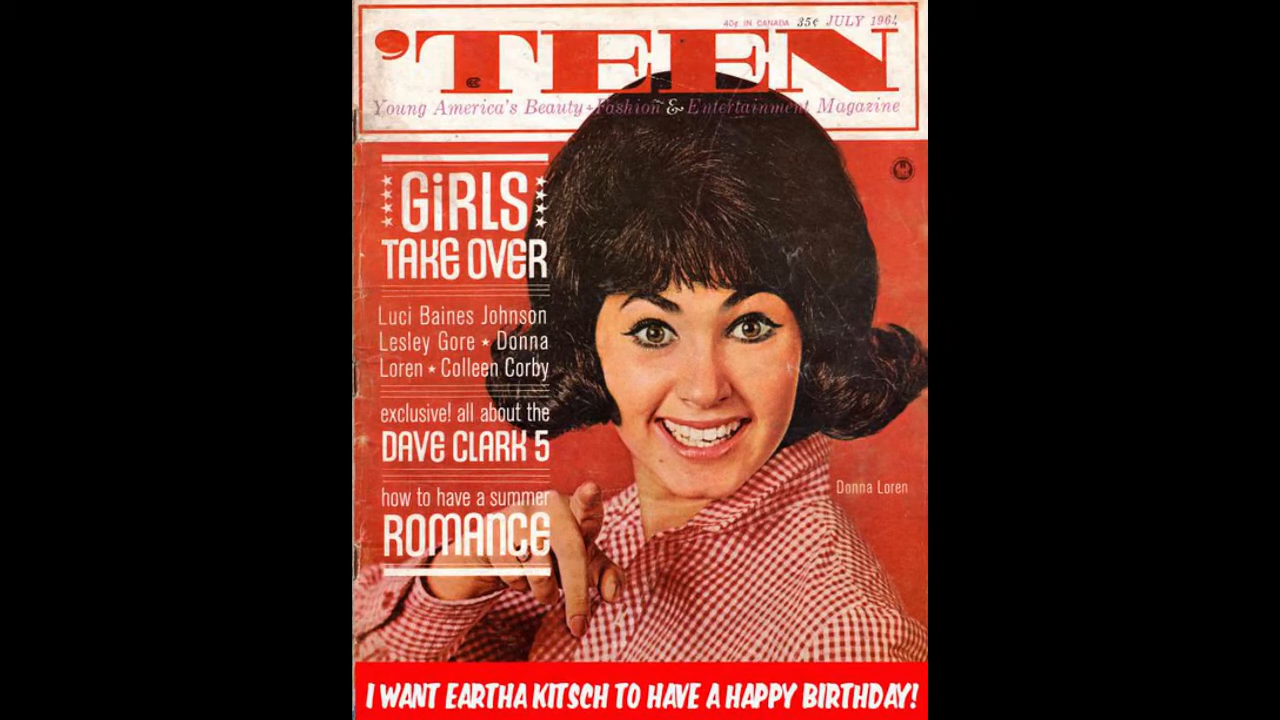 40¢ IN CANADA 35¢ JULY 1964
'TEEN
Young America's Beauty + Fashion & Entertainment Magazine
GiRLS
TAKE OVER
Luci Baines Johnson
Lesley Gore ★ Donna
Loren ★ Colleen Corby
exclusive! all about the
DAVE CLARK 5
how to have a summer
ROMANCE
Donna Loren
I WANT EARTHA KITSCH TO HAVE A HAPPY BIRTHDAY!